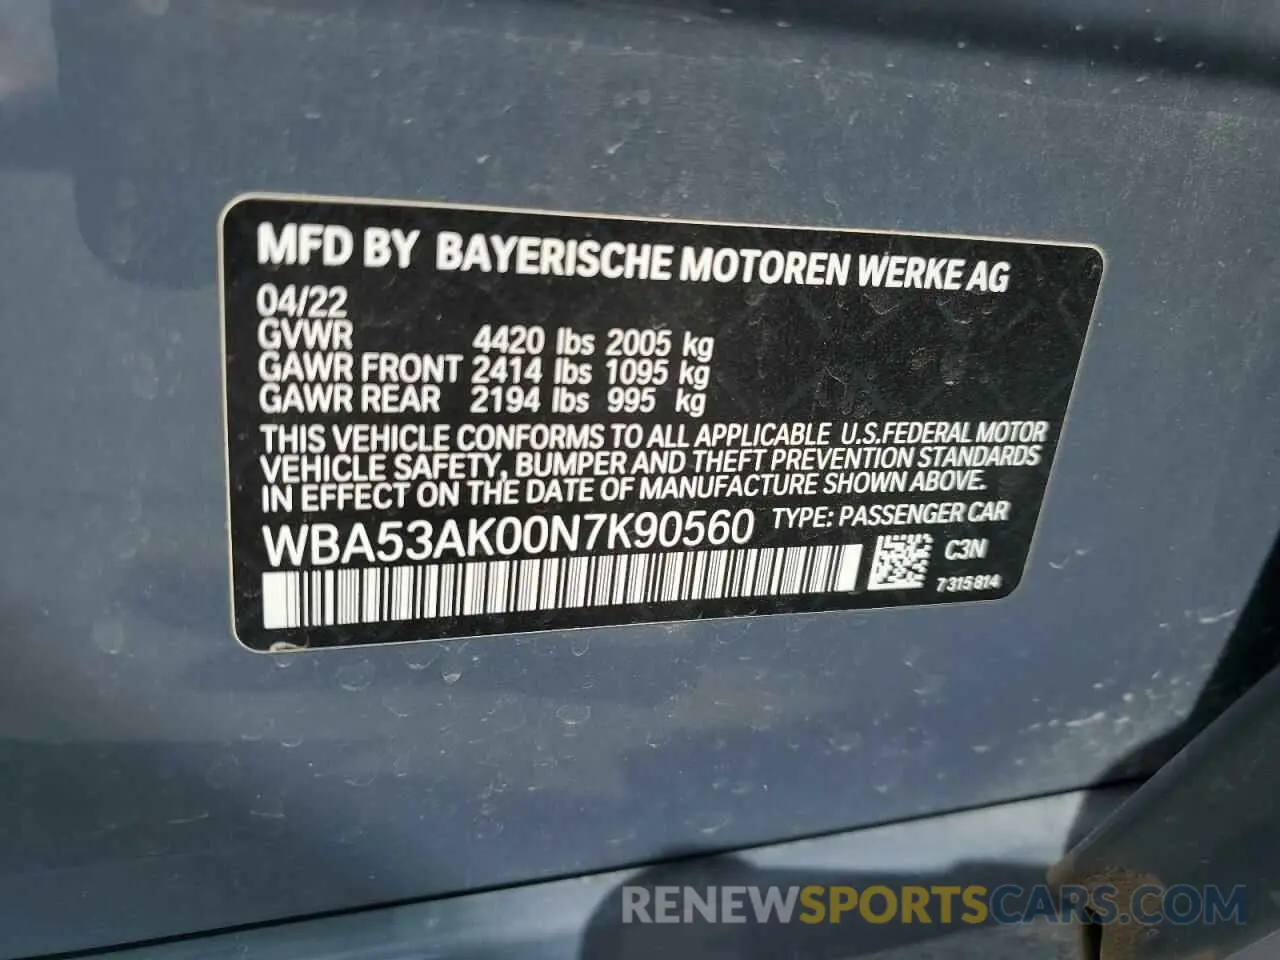 MFD BY BAYERISCHE MOTOREN WERKE AG
04/22
GVWR 4420 lbs 2005 kg
GAWR FRONT 2414 lbs 1095 kg
GAWR REAR 2194 lbs 995 kg
THIS VEHICLE CONFORMS TO ALL APPLICABLE U.S.FEDERAL MOTOR
VEHICLE SAFETY, BUMPER AND THEFT PREVENTION STANDARDS
IN EFFECT ON THE DATE OF MANUFACTURE SHOWN ABOVE.
WBA53AK00N7K90560 TYPE: PASSENGER CAR
C3N
7315814
RENEWSPORTSCARS.COM